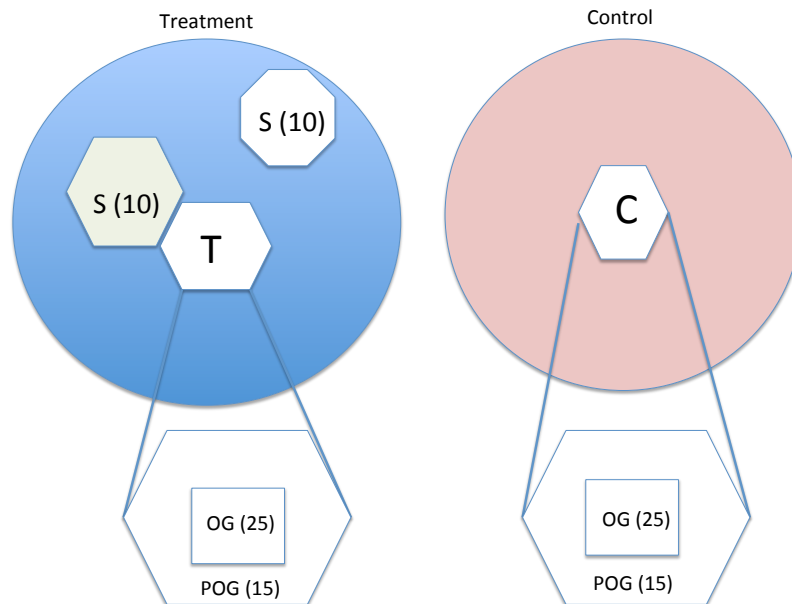 Treatment
Control
S (10)
S (10)
T
C
OG (25)
POG (15)
OG (25)
POG (15)